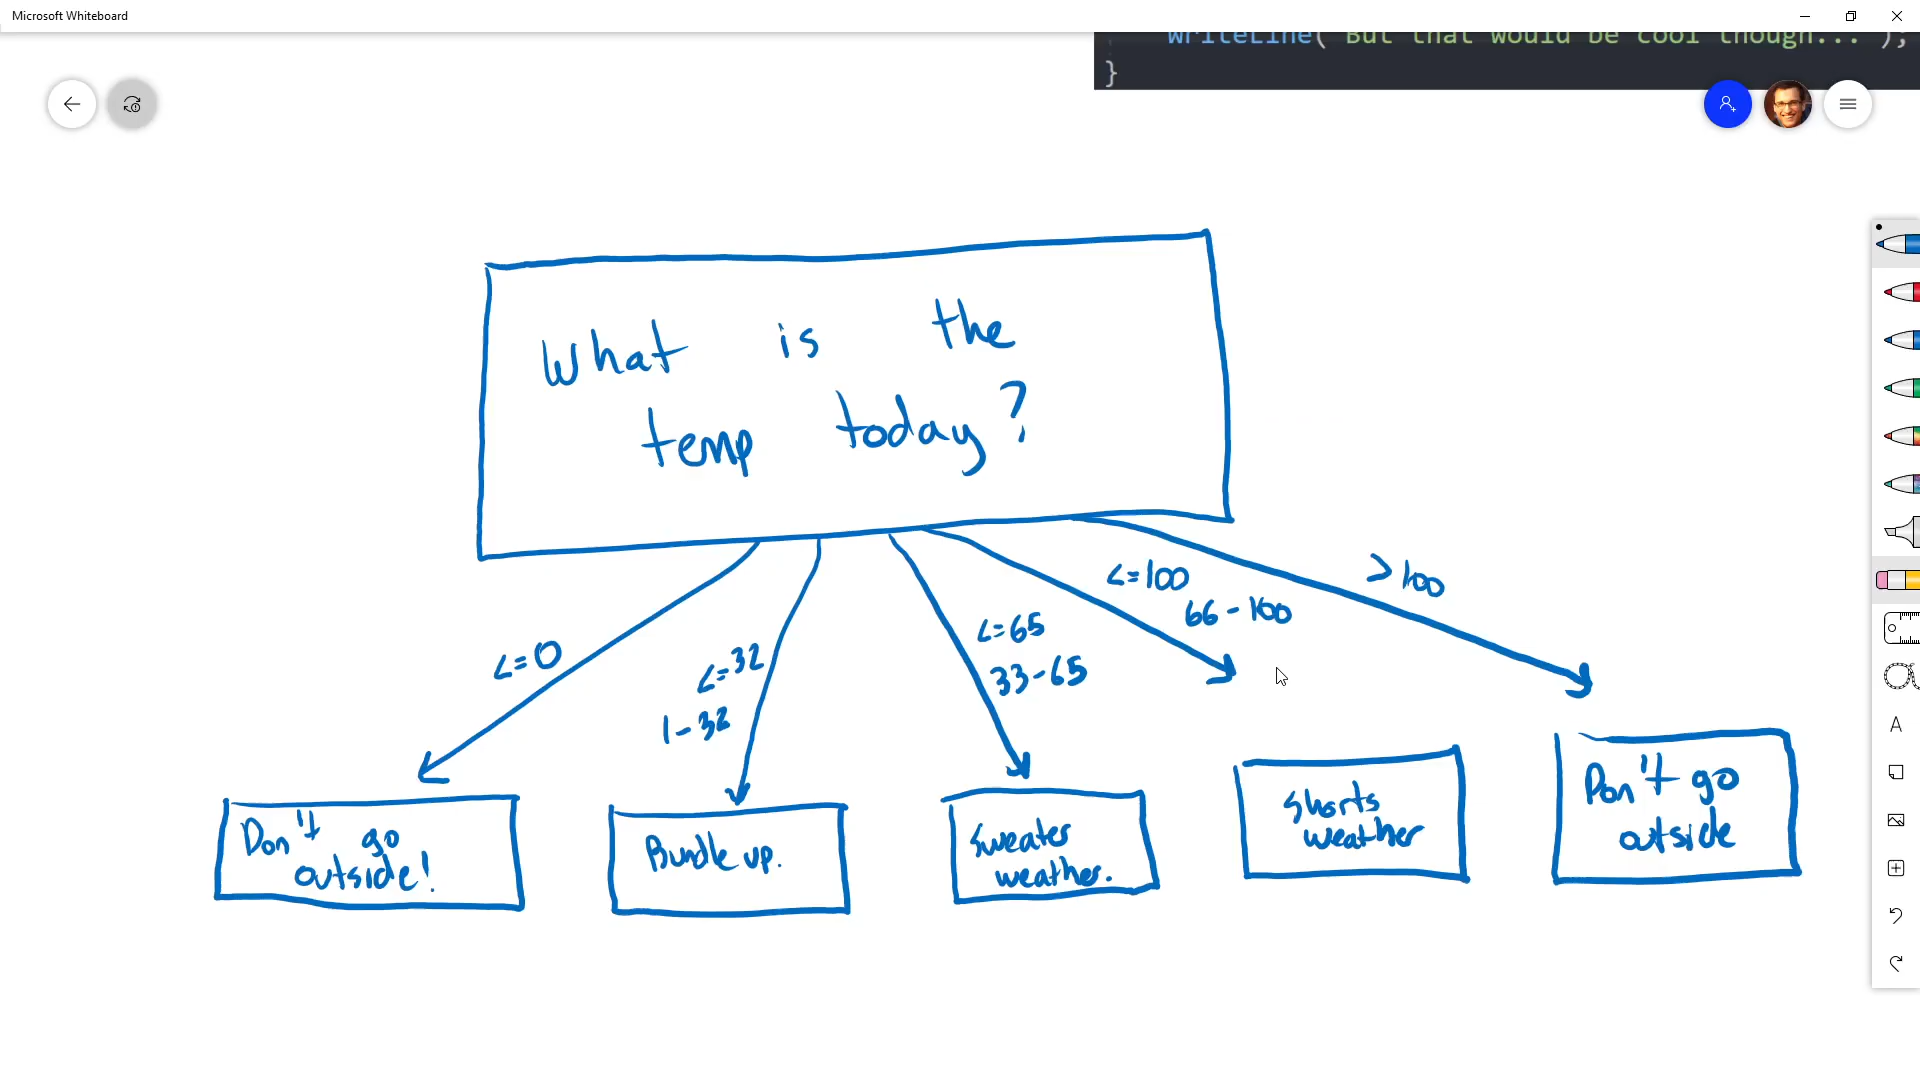 Microsoft Whiteboard
WriteLine("But that would be cool though...");
}
What is the
temp today?
<=0
<=32
1-32
<=65
33-65
<=100
66-100
>100
Don't go
outside!
Bundle up.
Sweater
weather.
Shorts
weather
Don't go
outside
A